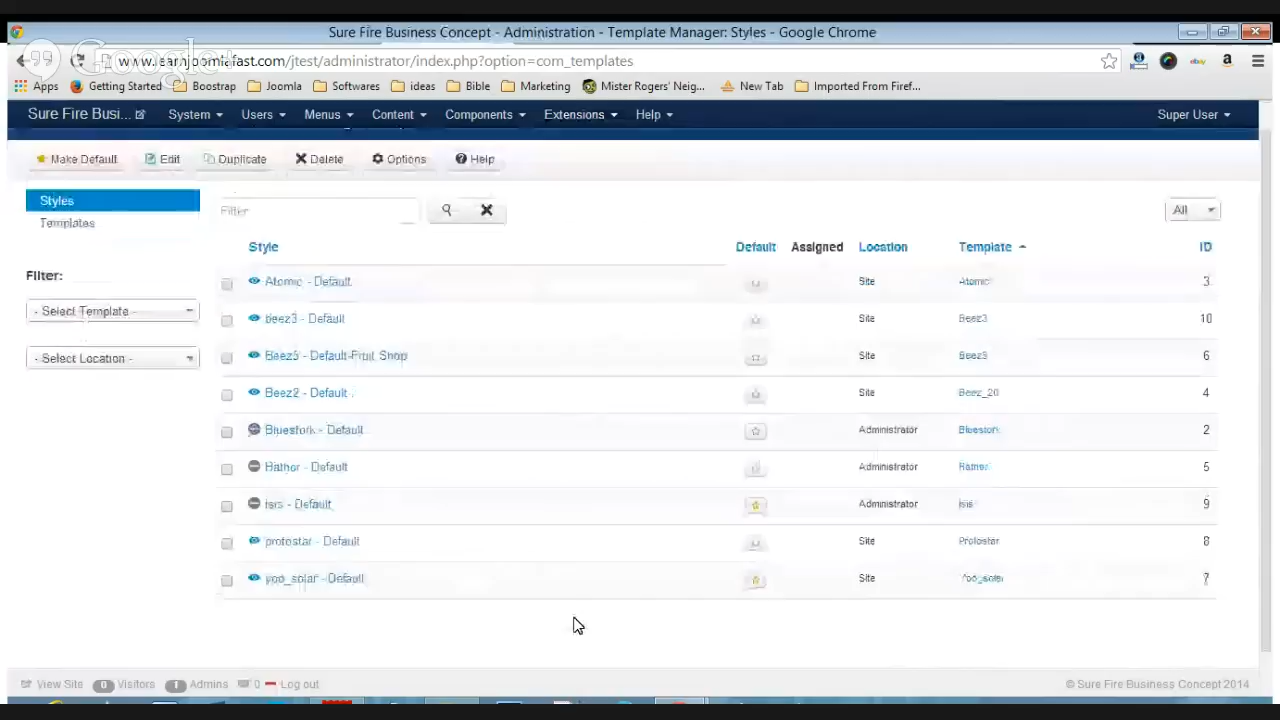 Sure Fire Business Concept - Administration - Template Manager: Styles - Google Chrome
Google+
www.learnjoomlafast.com/jtest/administrator/index.php?option=com_templates
Apps Getting Started Boostrap Joomla Softwares ideas Bible Marketing Mister Rogers' Neig... New Tab Imported From Firef...
Sure Fire Busi... System Users Menus Content Components Extensions Help Super User
Make Default Edit Duplicate Delete Options Help
Styles
Templates
Filter:
- Select Template -
- Select Location -
Filter All
Style Default Assigned Location Template ID
Atomic - Default Site Atomic 3
beez3 - Default Site Beez3 10
Beez5 - Default-Fruit Shop Site Beez5 6
Beez2 - Default Site Beez_20 4
Bluestork - Default Administrator Bluestork 2
Hathor - Default Administrator Hathor 5
isis - Default Administrator Isis 9
protostar - Default Site Protostar 8
yoo_solar - Default Site Yoo_solar 7
View Site 0 Visitors 1 Admins 0 Log out © Sure Fire Business Concept 2014